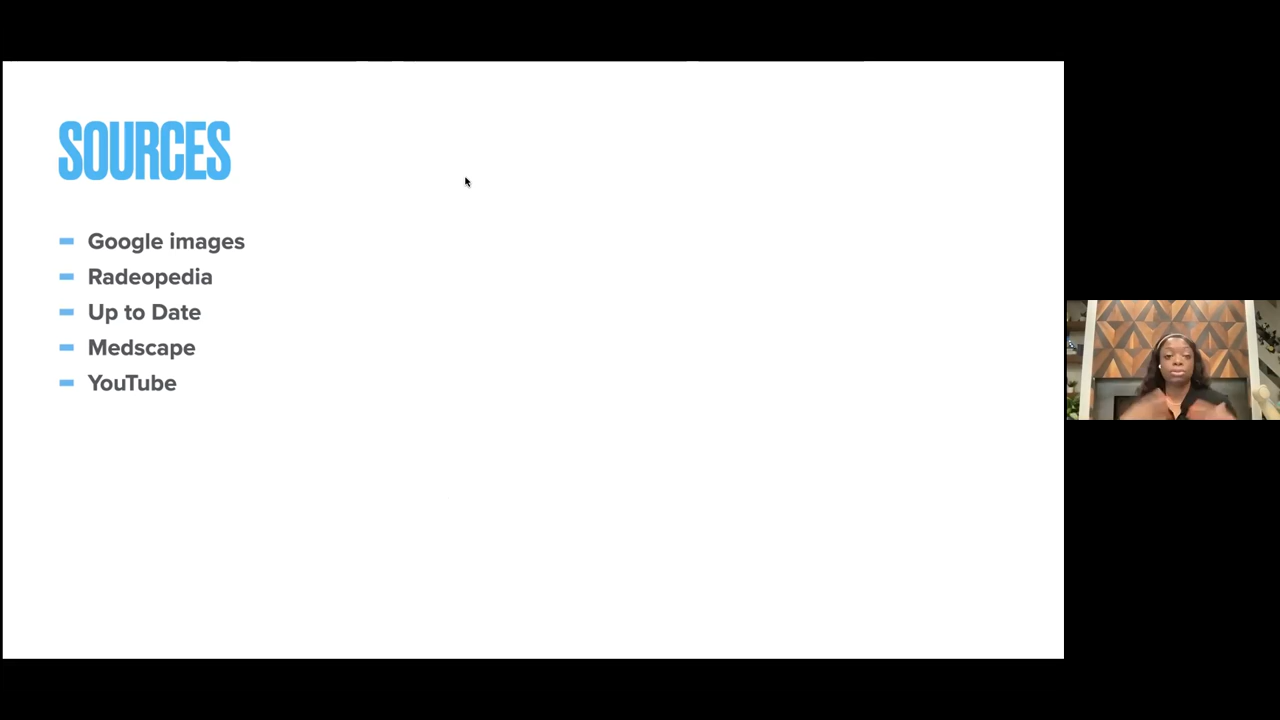 SOURCES
Google images
Radeopedia
Up to Date
Medscape
YouTube